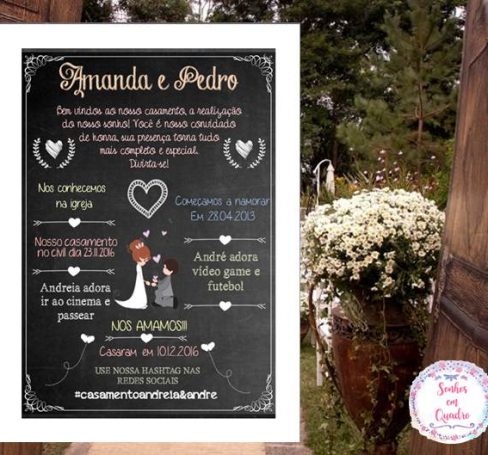 Amanda e Pedro
Bem vindos ao nosso casamento, a realização
do nosso sonho! Você é nosso convidado
de honra, sua presença torna tudo
mais completo e especial.
Divirta-se!
Nos conhecemos
na igreja
Começamos a namorar
Em 28.04.2013
Nosso casamento
no civil dia 23.11.2016
André adora
vídeo game e
futebol
Andreia adora
ir ao cinema e
passear
NOS AMAMOS!!!
Casaram em 10.12.2016
USE NOSSA HASHTAG NAS
REDES SOCIAIS
#casamentoandreia&andre
Sonhos
em
Quadro